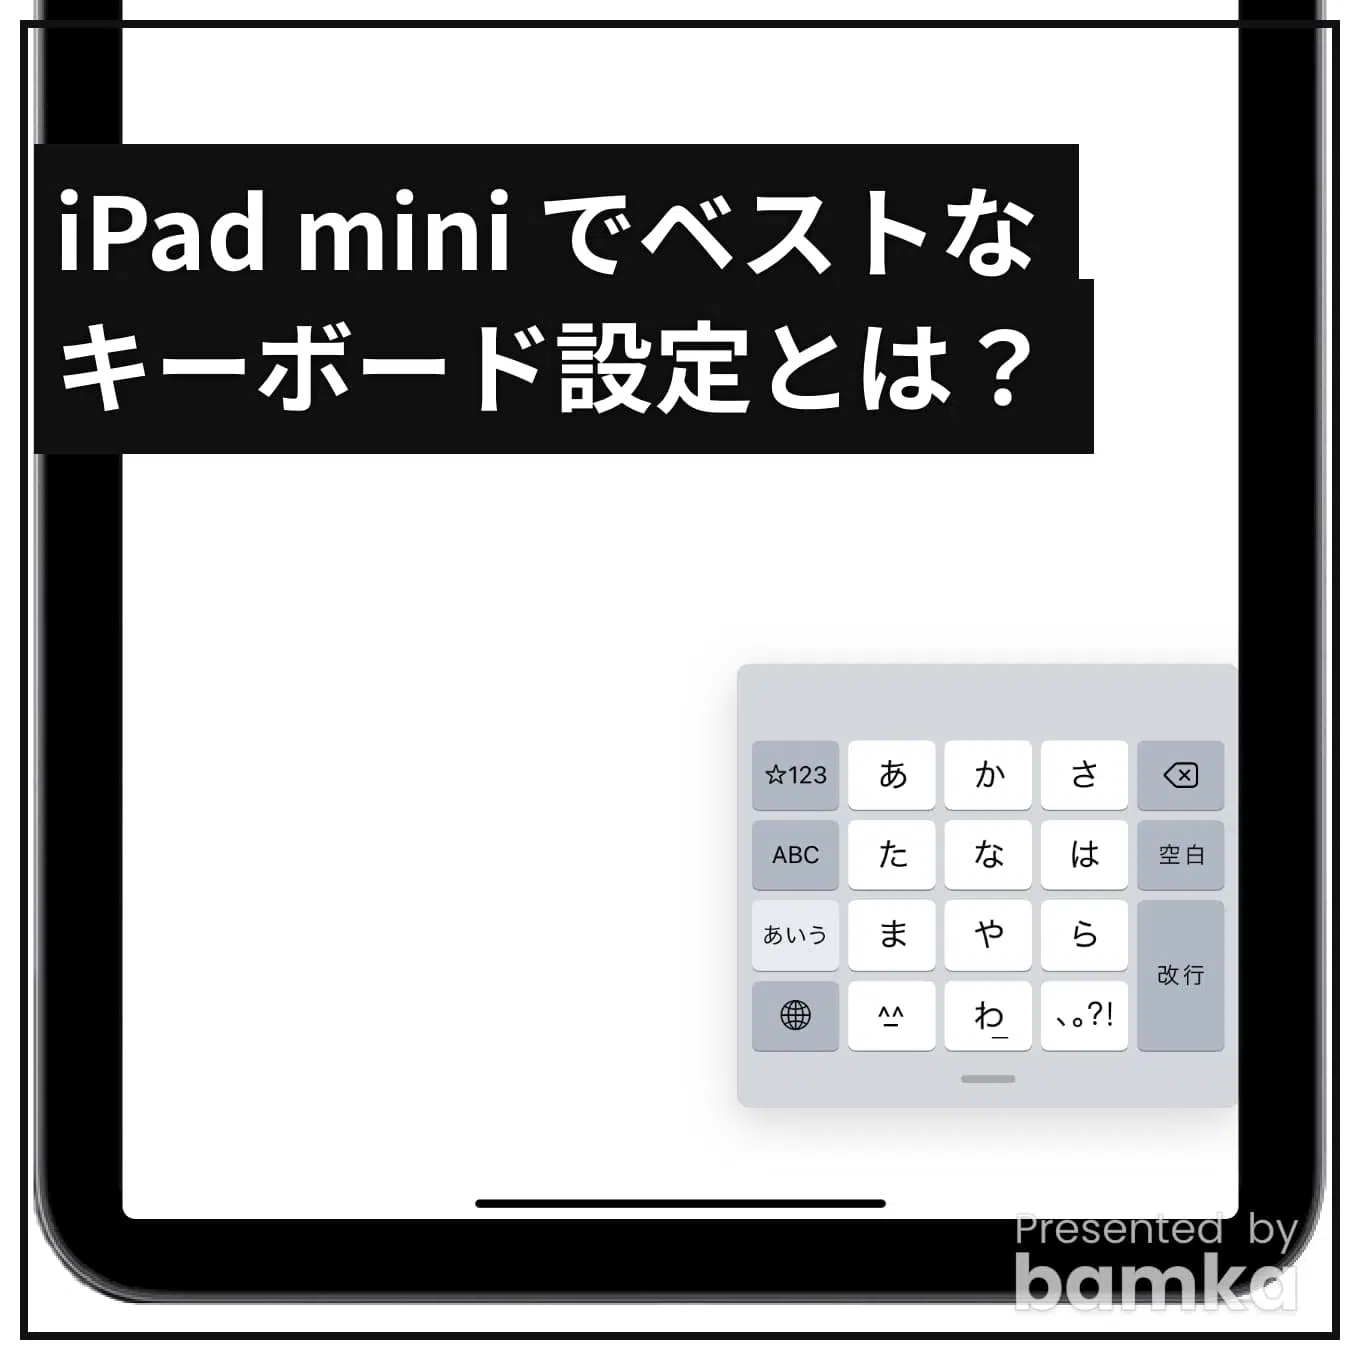 iPad mini でベストな
キーボード設定とは？
☆123 あ か さ
ABC た な は 空白
あいう ま や ら 改行
^^ わ 、。?!
Presented by
bamka